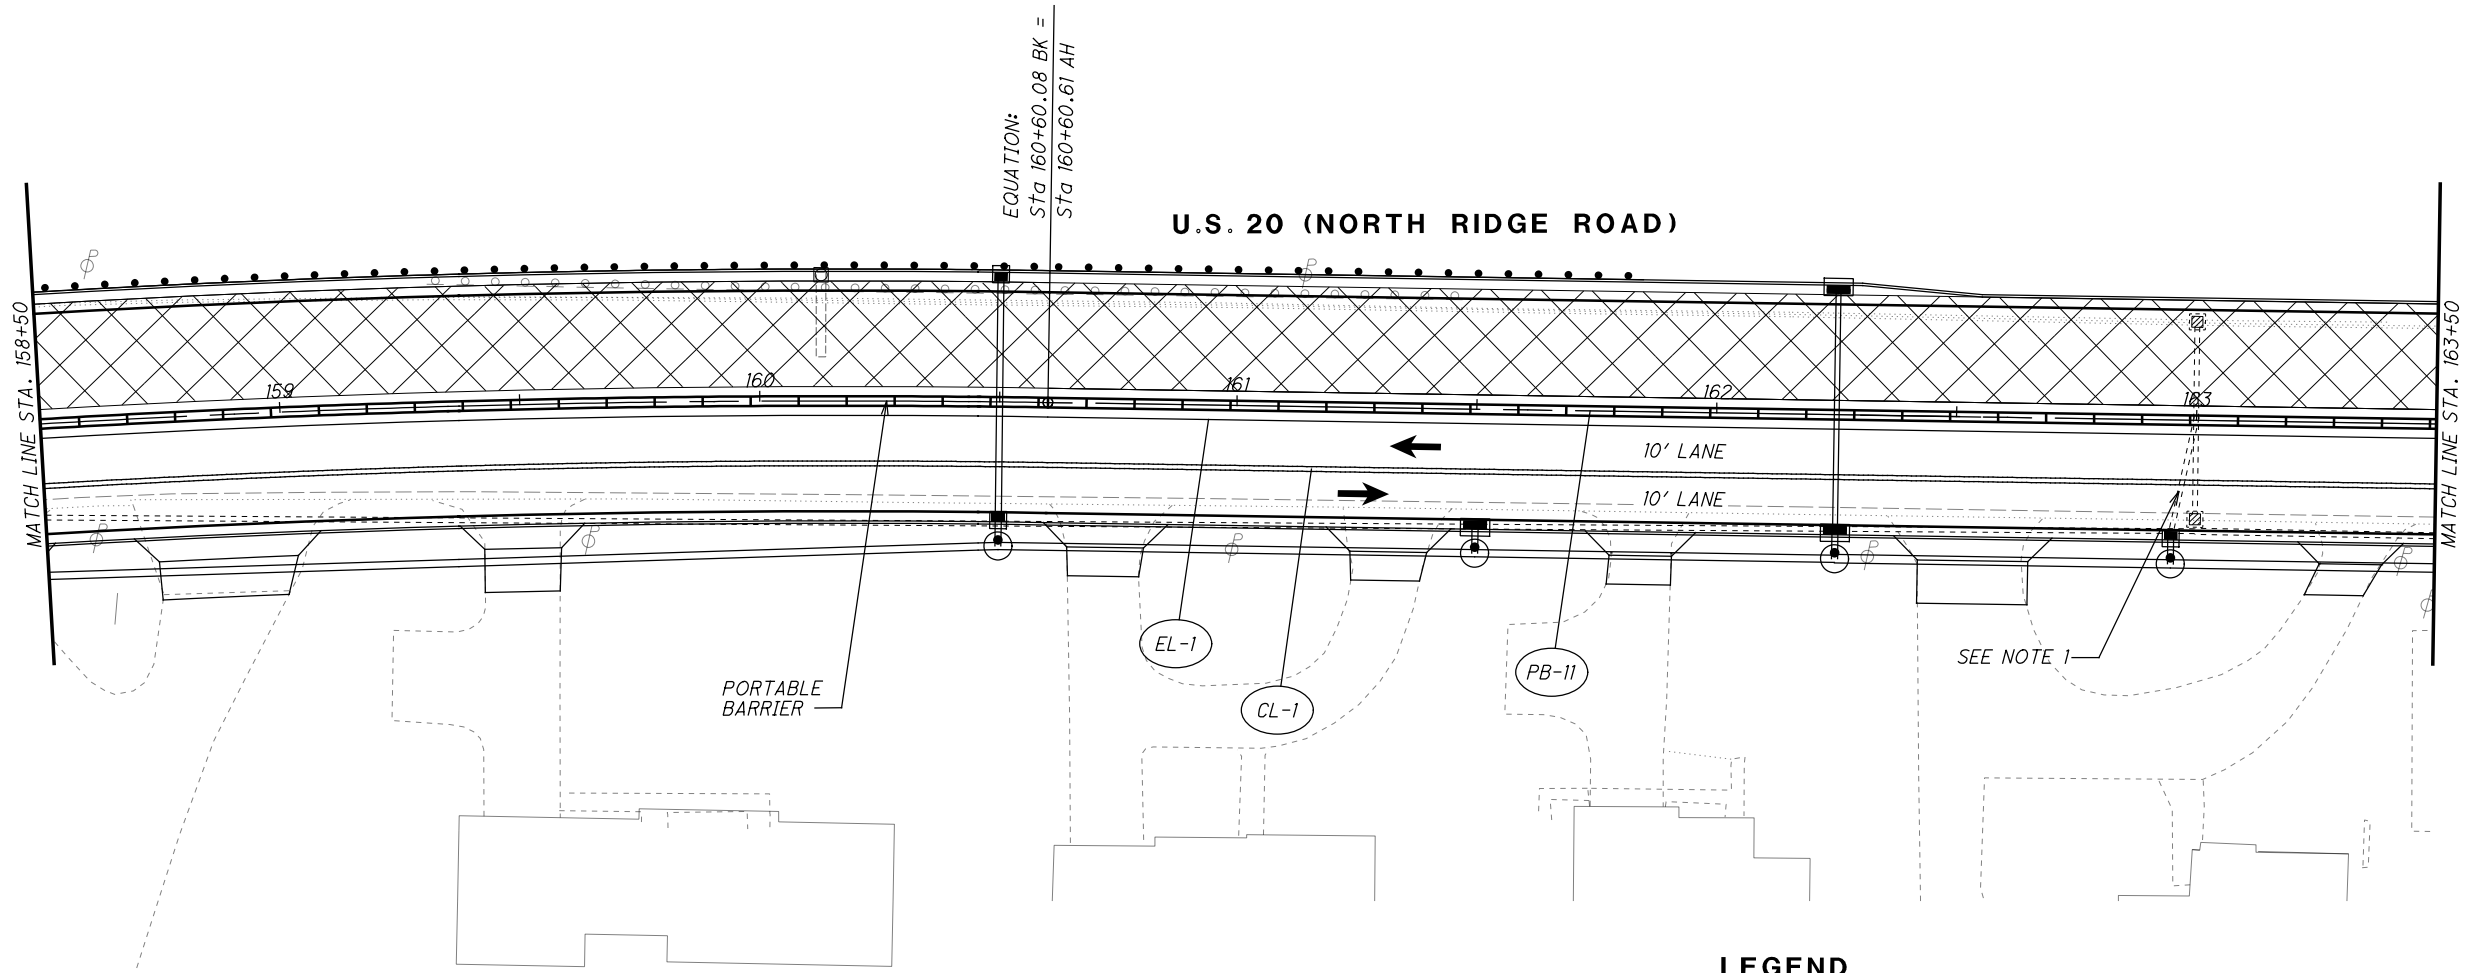 EQUATION:
Sta 160+60.08 BK =
Sta 160+60.61 AH
U.S. 20 (NORTH RIDGE ROAD)
MATCH LINE STA. 158+50
MATCH LINE STA. 163+50
159
160
161
162
163
10' LANE
10' LANE
EL-1
CL-1
PB-11
PORTABLE
BARRIER
SEE NOTE 1
LEGEND